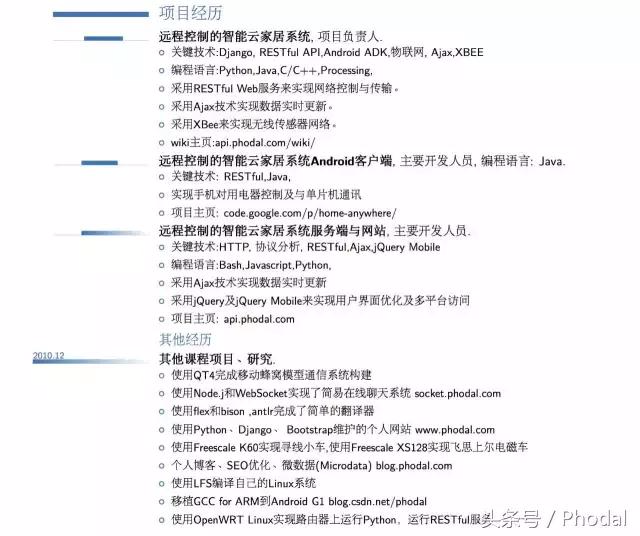 项目经历
远程控制的智能云家居系统, 项目负责人.
关键技术:Django, RESTful API,Android ADK,物联网, Ajax,XBEE
编程语言:Python,Java,C/C++,Processing,
采用RESTful Web服务来实现网络控制与传输。
采用Ajax技术实现数据实时更新。
采用XBee来实现无线传感器网络。
wiki主页:api.phodal.com/wiki/
远程控制的智能云家居系统Android客户端, 主要开发人员, 编程语言: Java.
关键技术: RESTful,Java,
实现手机对用电器控制及与单片机通讯
项目主页: code.google.com/p/home-anywhere/
远程控制的智能云家居系统服务端与网站, 主要开发人员.
关键技术:HTTP, 协议分析, RESTful,Ajax,jQuery Mobile
编程语言:Bash,Javascript,Python,
采用Ajax技术实现数据实时更新
采用jQuery及jQuery Mobile来实现用户界面优化及多平台访问
项目主页: api.phodal.com
其他经历
2010.12
其他课程项目、研究.
使用QT4完成移动蜂窝模型通信系统构建
使用Node.j和WebSocket实现了简易在线聊天系统 socket.phodal.com
使用flex和bison ,antlr完成了简单的翻译器
使用Python、Django、 Bootstrap维护的个人网站 www.phodal.com
使用Freescale K60实现寻线小车,使用Freescale XS128实现飞思上尔电磁车
个人博客、SEO优化、微数据(Microdata) blog.phodal.com
使用LFS编译自己的Linux系统
移植GCC for ARM到Android G1 blog.csdn.net/phodal
使用OpenWRT Linux实现路由器上运行Python, 运行RESTful服务
头条号 / Phodal